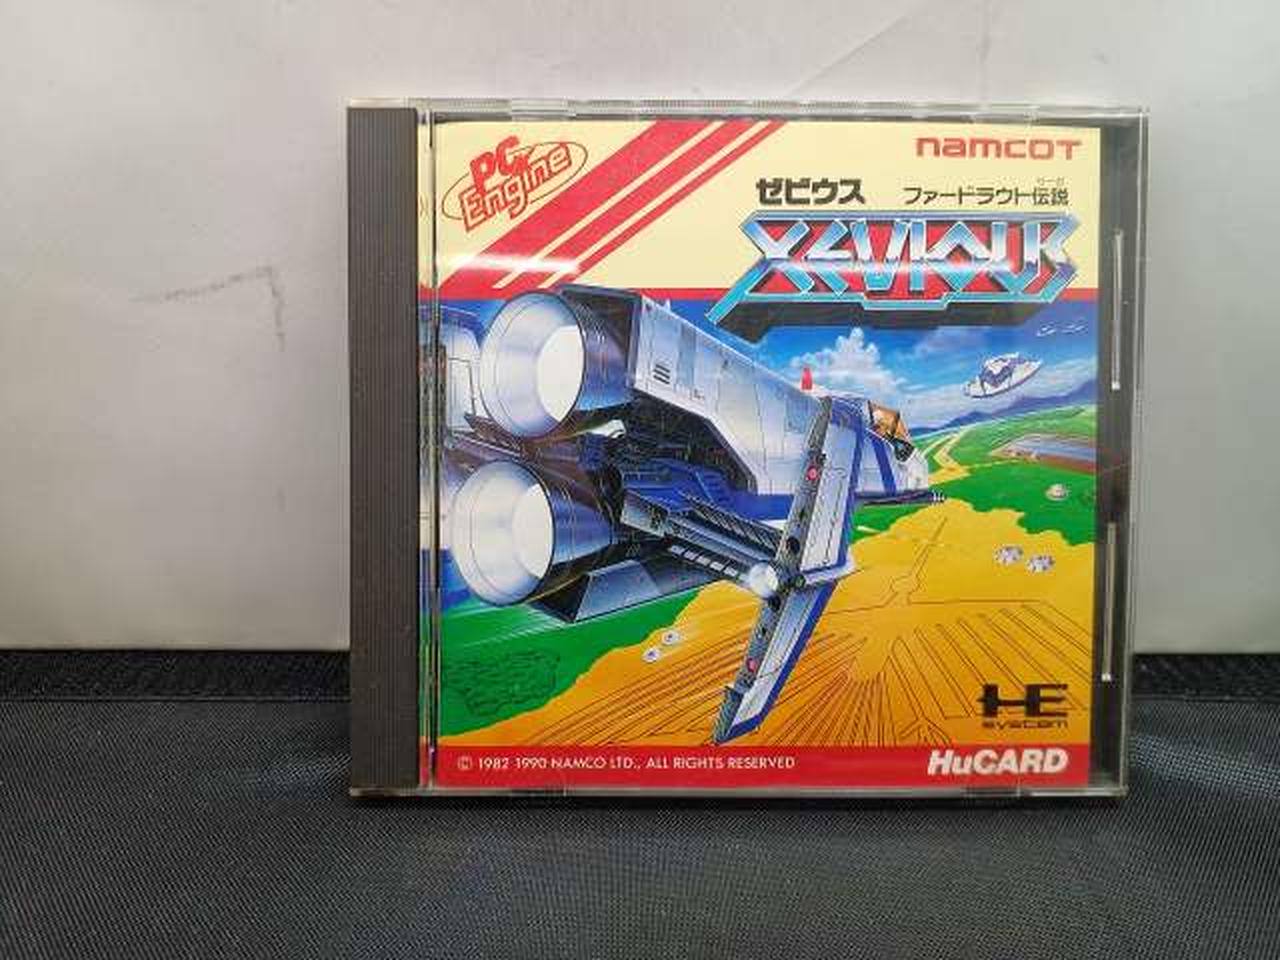 PC Engine
namcoT
ゼビウス ファードラウト伝説
サーガ
XEVIOUS
HE
system
© 1982 1990 NAMCO LTD., ALL RIGHTS RESERVED
HuCARD